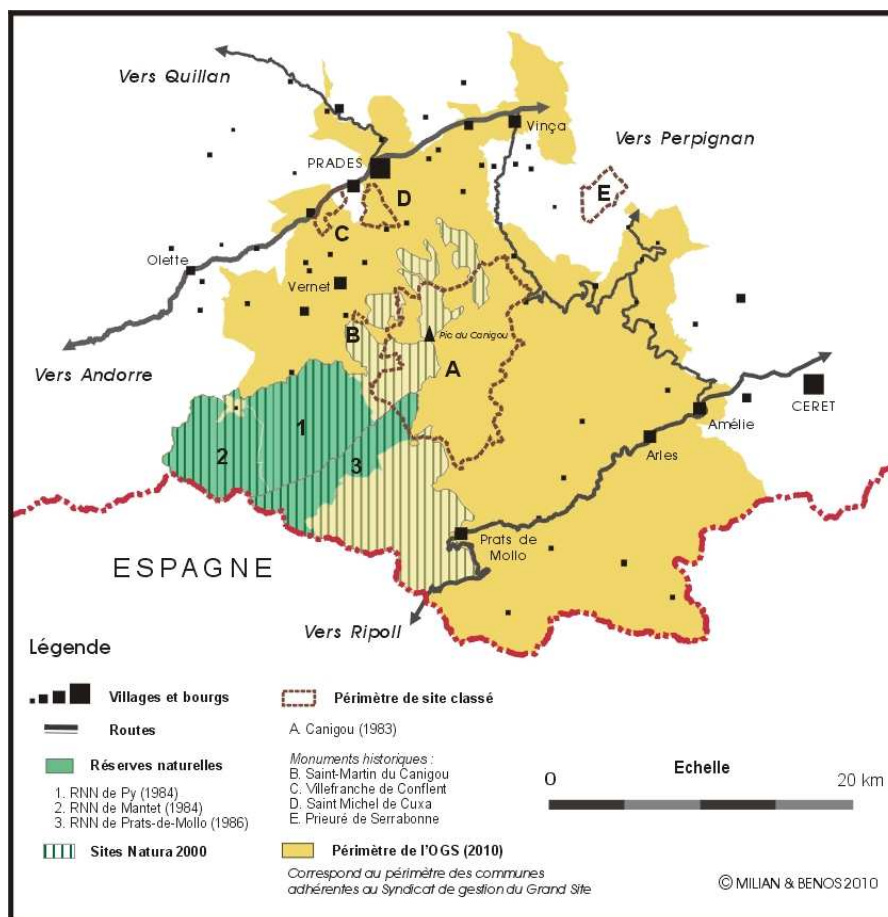 Vers Quillan
Vinça
Vers Perpignan
PRADES
D
E
C
Olette
Vernet
Pic du Canigou
B
A
Vers Andorre
CERET
1
Amélie
2
3
Arles
Prats de
Mollo
ESPAGNE
Vers Ripoll
Légende
Villages et bourgs
Routes
Réserves naturelles
1. RNN de Py (1984)
2. RNN de Mantet (1984)
3. RNN de Prats-de-Mollo (1986)
Sites Natura 2000
Périmètre de site classé
A. Canigou (1983)
Monuments historiques :
B. Saint-Martin du Canigou
C. Villefranche de Conflent
D. Saint Michel de Cuxa
E. Prieuré de Serrabonne
Périmètre de l'OGS (2010)
Correspond au périmètre des communes
adhérentes au Syndicat de gestion du Grand Site
0 Echelle 20 km
© MILIAN & BENOS 2010